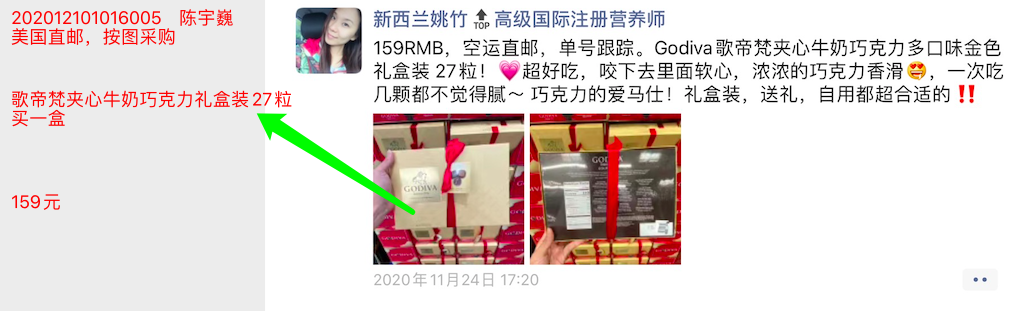 202012101016005 陈宇巍
美国直邮，按图采购
歌帝梵夹心牛奶巧克力礼盒装27粒
买一盒
159元
新西兰姚竹🔝高级国际注册营养师
159RMB，空运直邮，单号跟踪。Godiva歌帝梵夹心牛奶巧克力多口味金色
礼盒装 27粒！💗超好吃，咬下去里面软心，浓浓的巧克力香滑😍，一次吃
几颗都不觉得腻～ 巧克力的爱马仕！礼盒装，送礼，自用都超合适的‼️
GODIVA
GODIVA
2020年11月24日 17:20